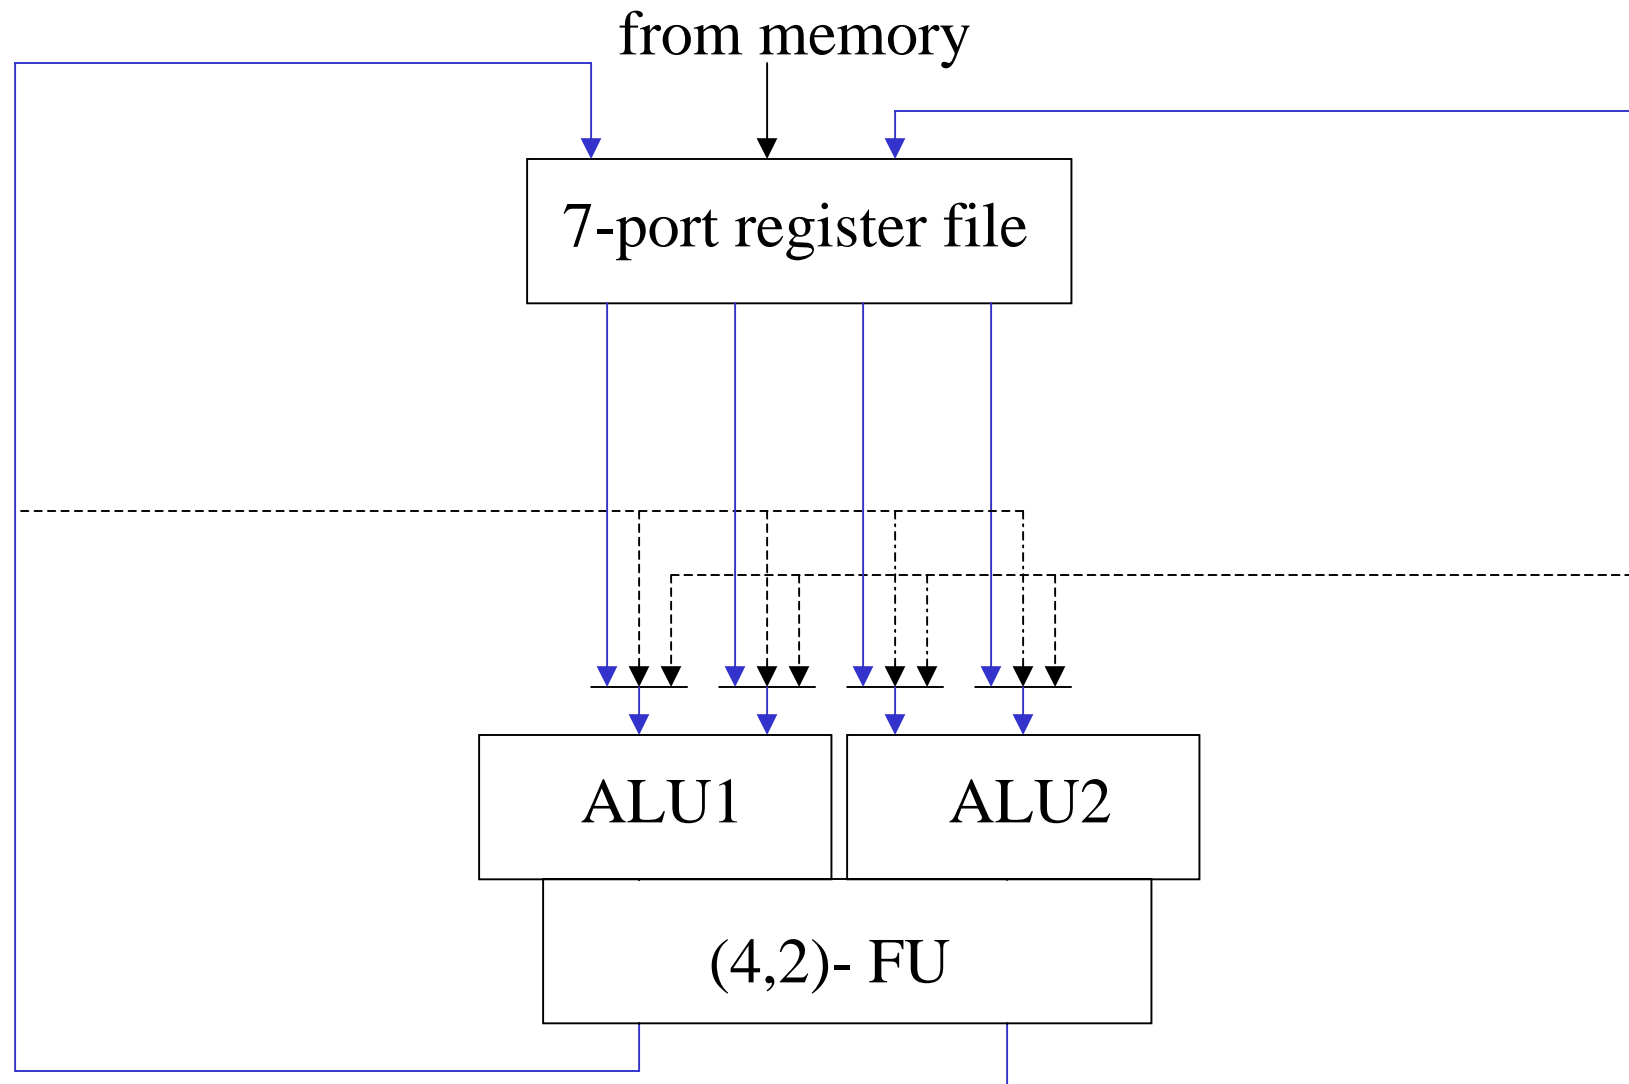 from memory
7-port register file
ALU1
ALU2
(4,2)- FU